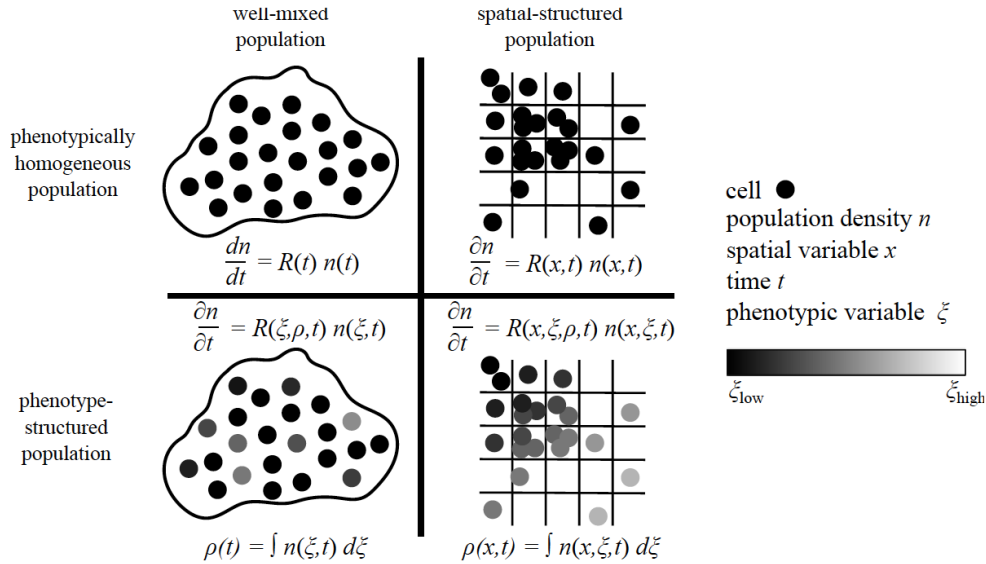 well-mixed
population
spatial-structured
population
phenotypically
homogeneous
population
dn/dt = R(t) n(t)
∂n/∂t = R(x,t) n(x,t)
cell
population density n
spatial variable x
time t
phenotypic variable ξ
ξlow
ξhigh
∂n/∂t = R(ξ,ρ,t) n(ξ,t)
∂n/∂t = R(x,ξ,ρ,t) n(x,ξ,t)
phenotype-
structured
population
ρ(t) = ∫ n(ξ,t) dξ
ρ(x,t) = ∫ n(x,ξ,t) dξ